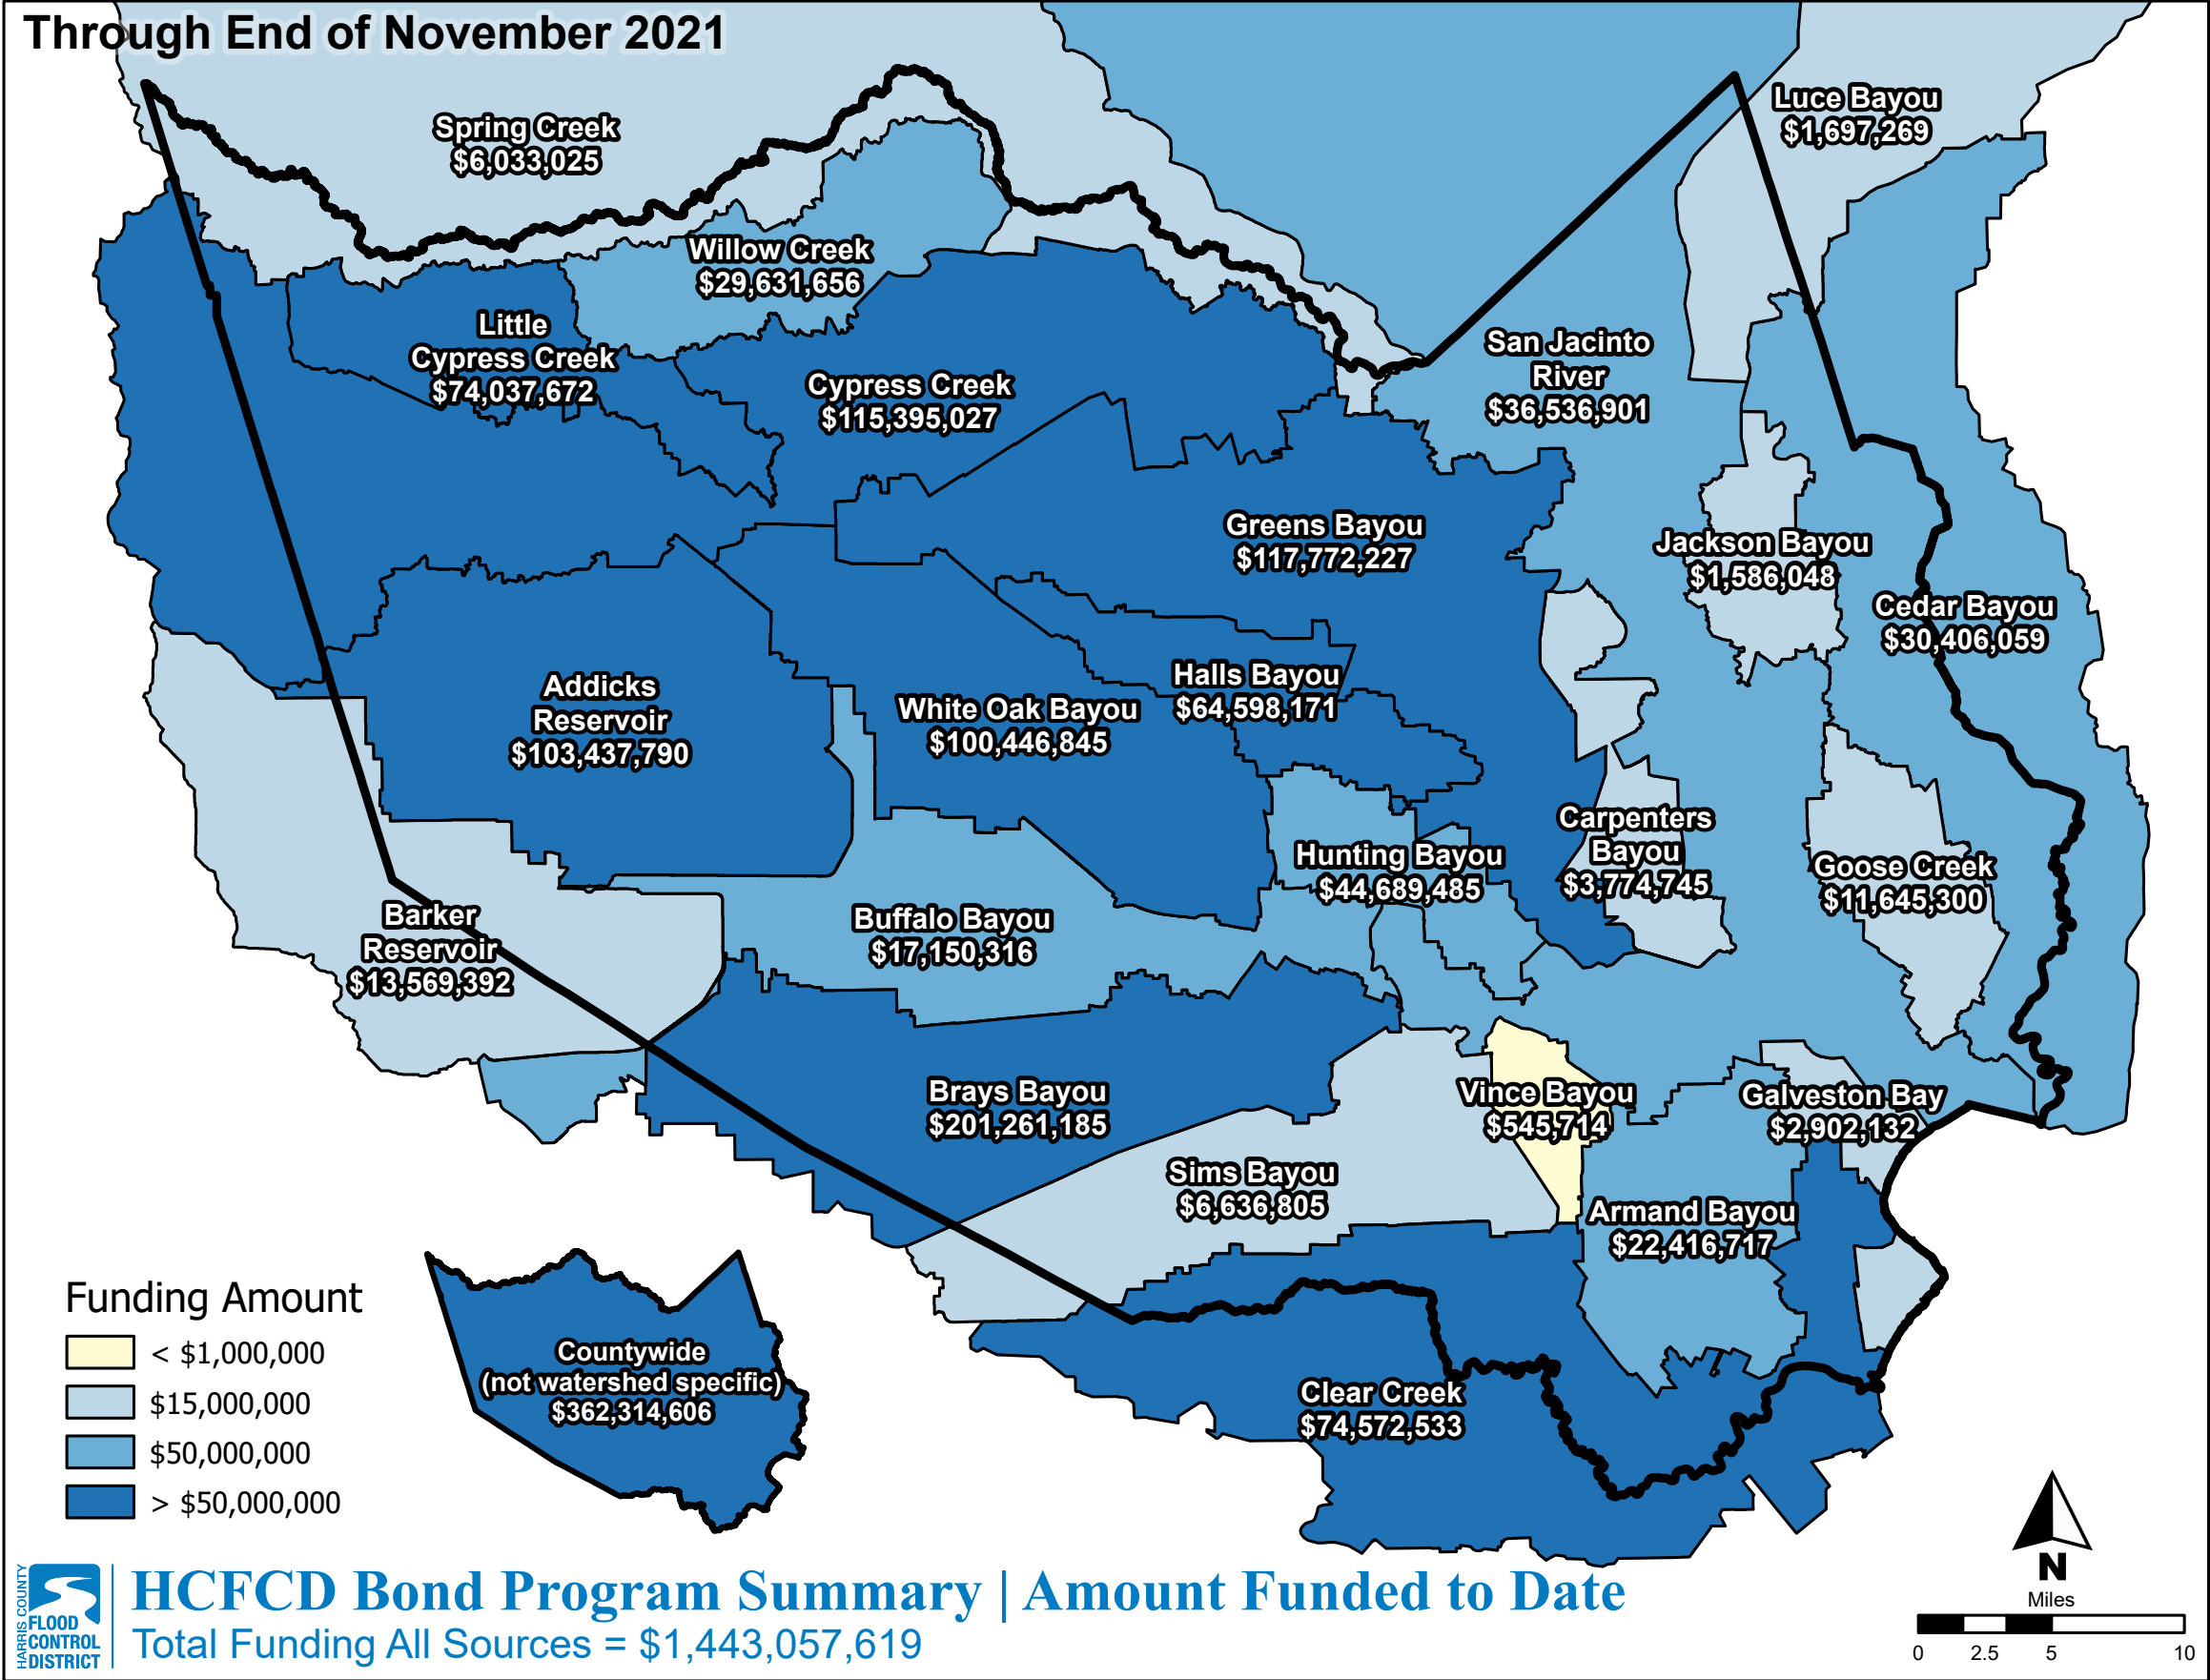 Through End of November 2021
Luce Bayou
$1,697,269
Spring Creek
$6,033,025
Willow Creek
$29,631,656
Little
Cypress Creek
$74,037,672
San Jacinto
River
$36,536,901
Cypress Creek
$115,395,027
Greens Bayou
$117,772,227
Jackson Bayou
$1,586,048
Cedar Bayou
$30,406,059
Addicks
Reservoir
$103,437,790
White Oak Bayou
$100,446,845
Halls Bayou
$64,598,171
Carpenters
Bayou
$3,774,745
Hunting Bayou
$44,689,485
Goose Creek
$11,645,300
Barker
Reservoir
$13,569,392
Buffalo Bayou
$17,150,316
Brays Bayou
$201,261,185
Vince Bayou
$545,714
Galveston Bay
$2,902,132
Sims Bayou
$6,636,805
Armand Bayou
$22,416,717
Clear Creek
$74,572,533
Countywide
(not watershed specific)
$362,314,606
Funding Amount
< $1,000,000
$15,000,000
$50,000,000
> $50,000,000
N
Miles
0 2.5 5 10
HARRIS COUNTY
FLOOD
CONTROL
DISTRICT
HCFCD Bond Program Summary | Amount Funded to Date
Total Funding All Sources = $1,443,057,619